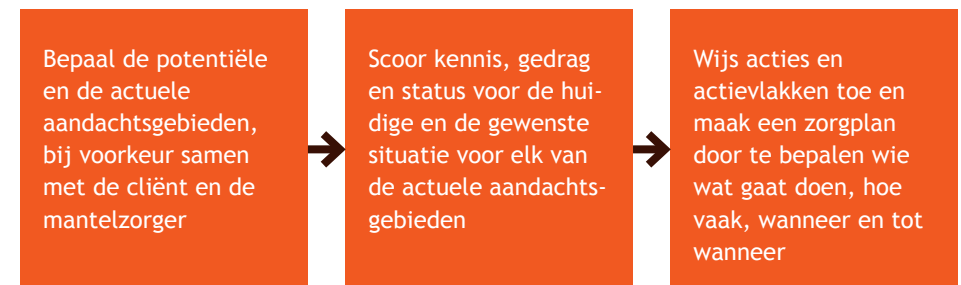 Bepaal de potentiële
en de actuele
aandachtsgebieden,
bij voorkeur samen
met de cliënt en de
mantelzorger
Scoor kennis, gedrag
en status voor de hui-
dige en de gewenste
situatie voor elk van
de actuele aandachts-
gebieden
Wijs acties en
actievlakken toe en
maak een zorgplan
door te bepalen wie
wat gaat doen, hoe
vaak, wanneer en tot
wanneer